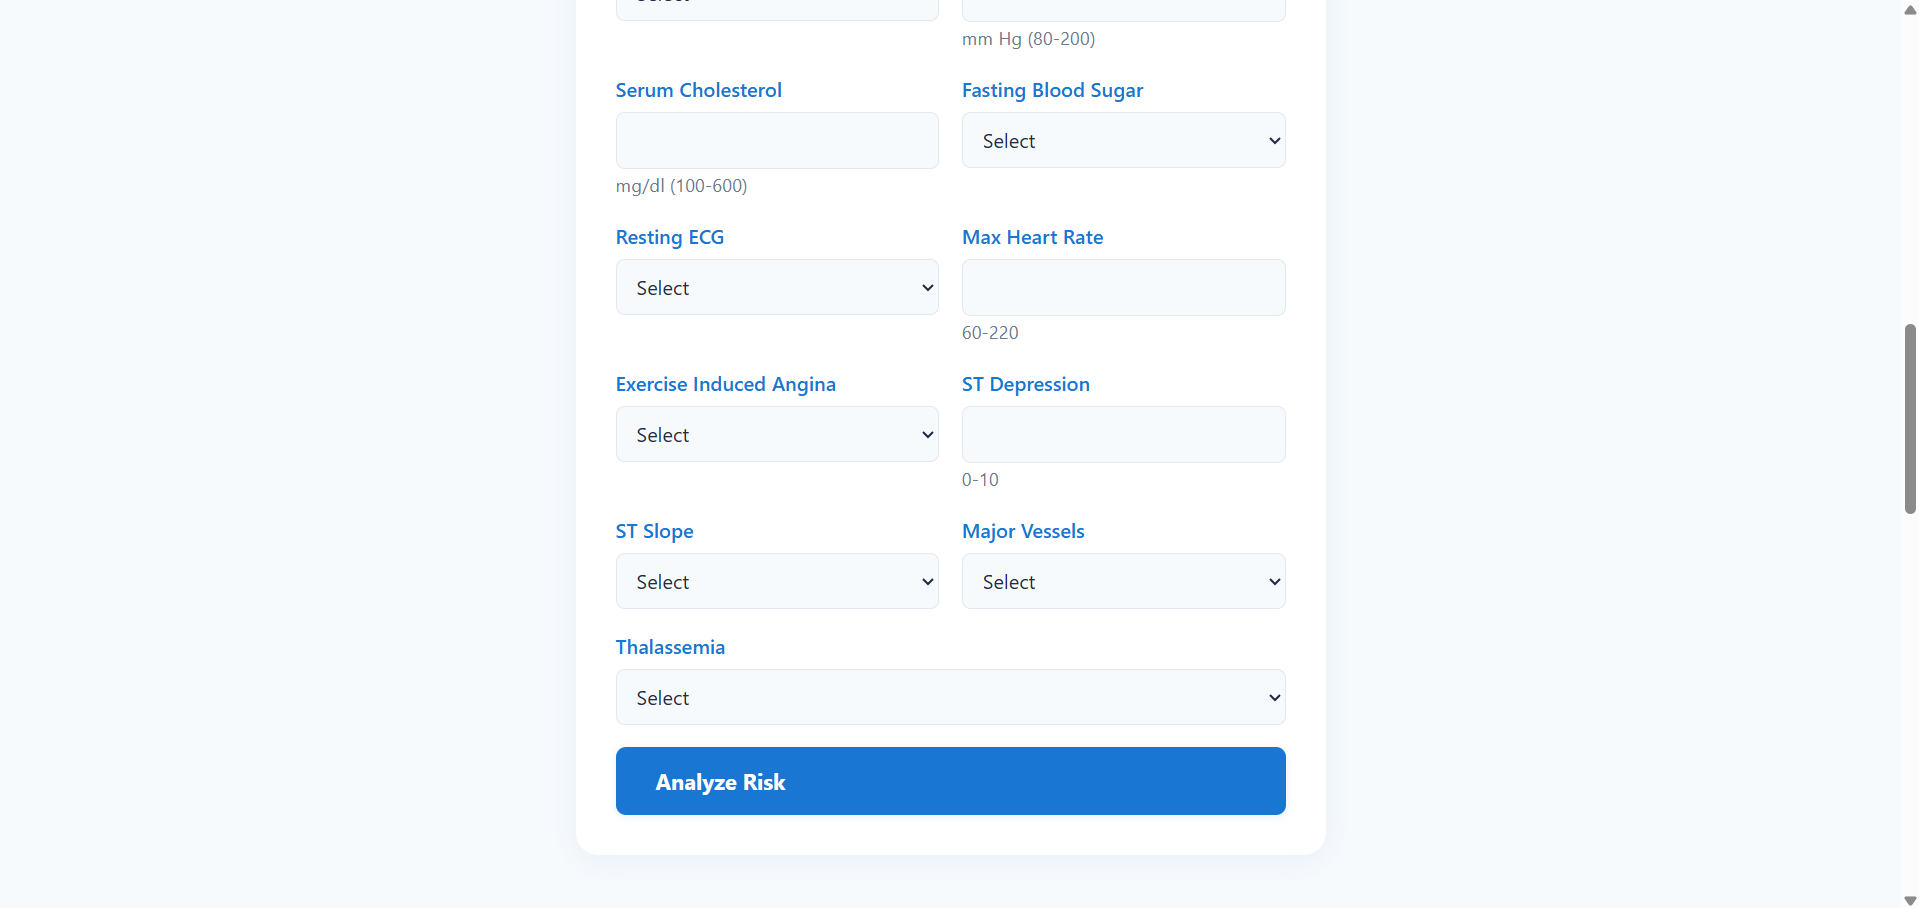 Select
mm Hg (80-200)
Serum Cholesterol
Fasting Blood Sugar
Select
mg/dl (100-600)
Resting ECG
Max Heart Rate
Select
60-220
Exercise Induced Angina
ST Depression
Select
0-10
ST Slope
Major Vessels
Select
Select
Thalassemia
Select
Analyze Risk